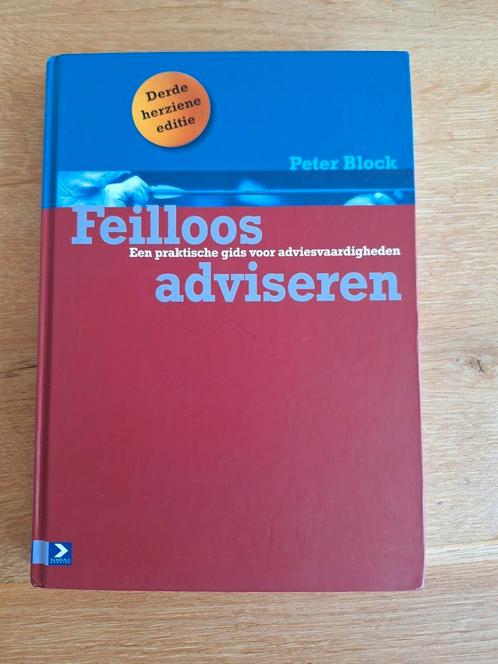 Derde
herziene
editie
Peter Block
Feilloos
Een praktische gids voor adviesvaardigheden
adviseren